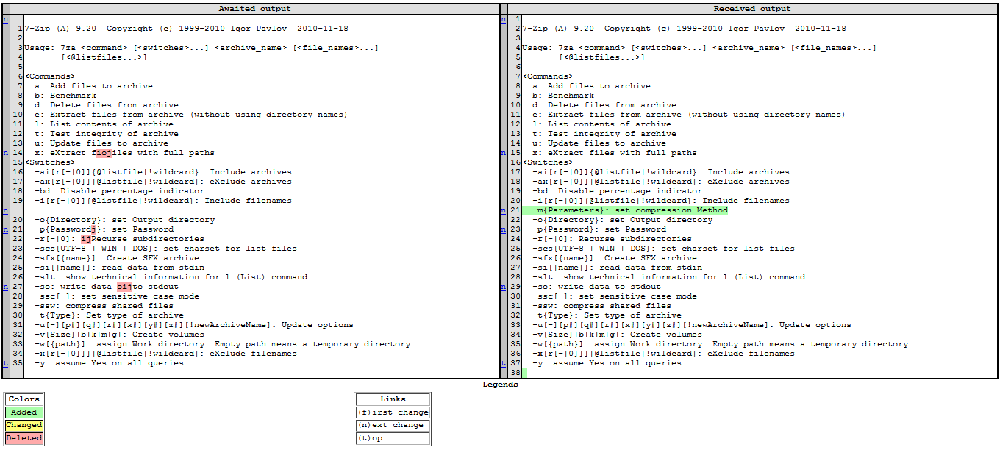 Awaited output
n
1 7-Zip (A) 9.20  Copyright (c) 1999-2010 Igor Pavlov  2010-11-18
2
3 Usage: 7za <command> [<switches>...] <archive_name> [<file_names>...]
4        [<@listfiles...>]
5
6 <Commands>
7   a: Add files to archive
8   b: Benchmark
9   d: Delete files from archive
10   e: Extract files from archive (without using directory names)
11   l: List contents of archive
12   t: Test integrity of archive
13   u: Update files to archive
n 14   x: eXtract fiojiles with full paths
15 <Switches>
16   -ai[r[-|0]]{@listfile|!wildcard}: Include archives
17   -ax[r[-|0]]{@listfile|!wildcard}: eXclude archives
18   -bd: Disable percentage indicator
19   -i[r[-|0]]{@listfile|!wildcard}: Include filenames
n
20   -o{Directory}: set Output directory
n 21   -p{Passwordj}: set Password
22   -r[-|0]: ijRecurse subdirectories
23   -scs{UTF-8 | WIN | DOS}: set charset for list files
24   -sfx[{name}]: Create SFX archive
25   -si[{name}]: read data from stdin
26   -slt: show technical information for l (List) command
n 27   -so: write data oijto stdout
28   -ssc[-]: set sensitive case mode
29   -ssw: compress shared files
30   -t{Type}: Set type of archive
31   -u[-][p#][q#][r#][x#][y#][z#][!newArchiveName]: Update options
32   -v{Size}[b|k|m|g]: Create volumes
33   -w[{path}]: assign Work directory. Empty path means a temporary directory
34   -x[r[-|0]]]{@listfile|!wildcard}: eXclude filenames
t 35   -y: assume Yes on all queries
Received output
n 1
2 7-Zip (A) 9.20  Copyright (c) 1999-2010 Igor Pavlov  2010-11-18
3
4 Usage: 7za <command> [<switches>...] <archive_name> [<file_names>...]
5        [<@listfiles...>]
6
7 <Commands>
8   a: Add files to archive
9   b: Benchmark
10   d: Delete files from archive
11   e: Extract files from archive (without using directory names)
12   l: List contents of archive
13   t: Test integrity of archive
14   u: Update files to archive
n 15   x: eXtract files with full paths
16 <Switches>
17   -ai[r[-|0]]{@listfile|!wildcard}: Include archives
18   -ax[r[-|0]]{@listfile|!wildcard}: eXclude archives
19   -bd: Disable percentage indicator
20   -i[r[-|0]]{@listfile|!wildcard}: Include filenames
n 21   -m{Parameters}: set compression Method
22   -o{Directory}: set Output directory
n 23   -p{Password}: set Password
24   -r[-|0]: Recurse subdirectories
25   -scs{UTF-8 | WIN | DOS}: set charset for list files
26   -sfx[{name}]: Create SFX archive
27   -si[{name}]: read data from stdin
28   -slt: show technical information for l (List) command
n 29   -so: write data to stdout
30   -ssc[-]: set sensitive case mode
31   -ssw: compress shared files
32   -t{Type}: Set type of archive
33   -u[-][p#][q#][r#][x#][y#][z#][!newArchiveName]: Update options
34   -v{Size}[b|k|m|g]: Create volumes
35   -w[{path}]: assign Work directory. Empty path means a temporary directory
36   -x[r[-|0]]]{@listfile|!wildcard}: eXclude filenames
t 37   -y: assume Yes on all queries
38
Legends
Colors
Added
Changed
Deleted
Links
(f)irst change
(n)ext change
(t)op